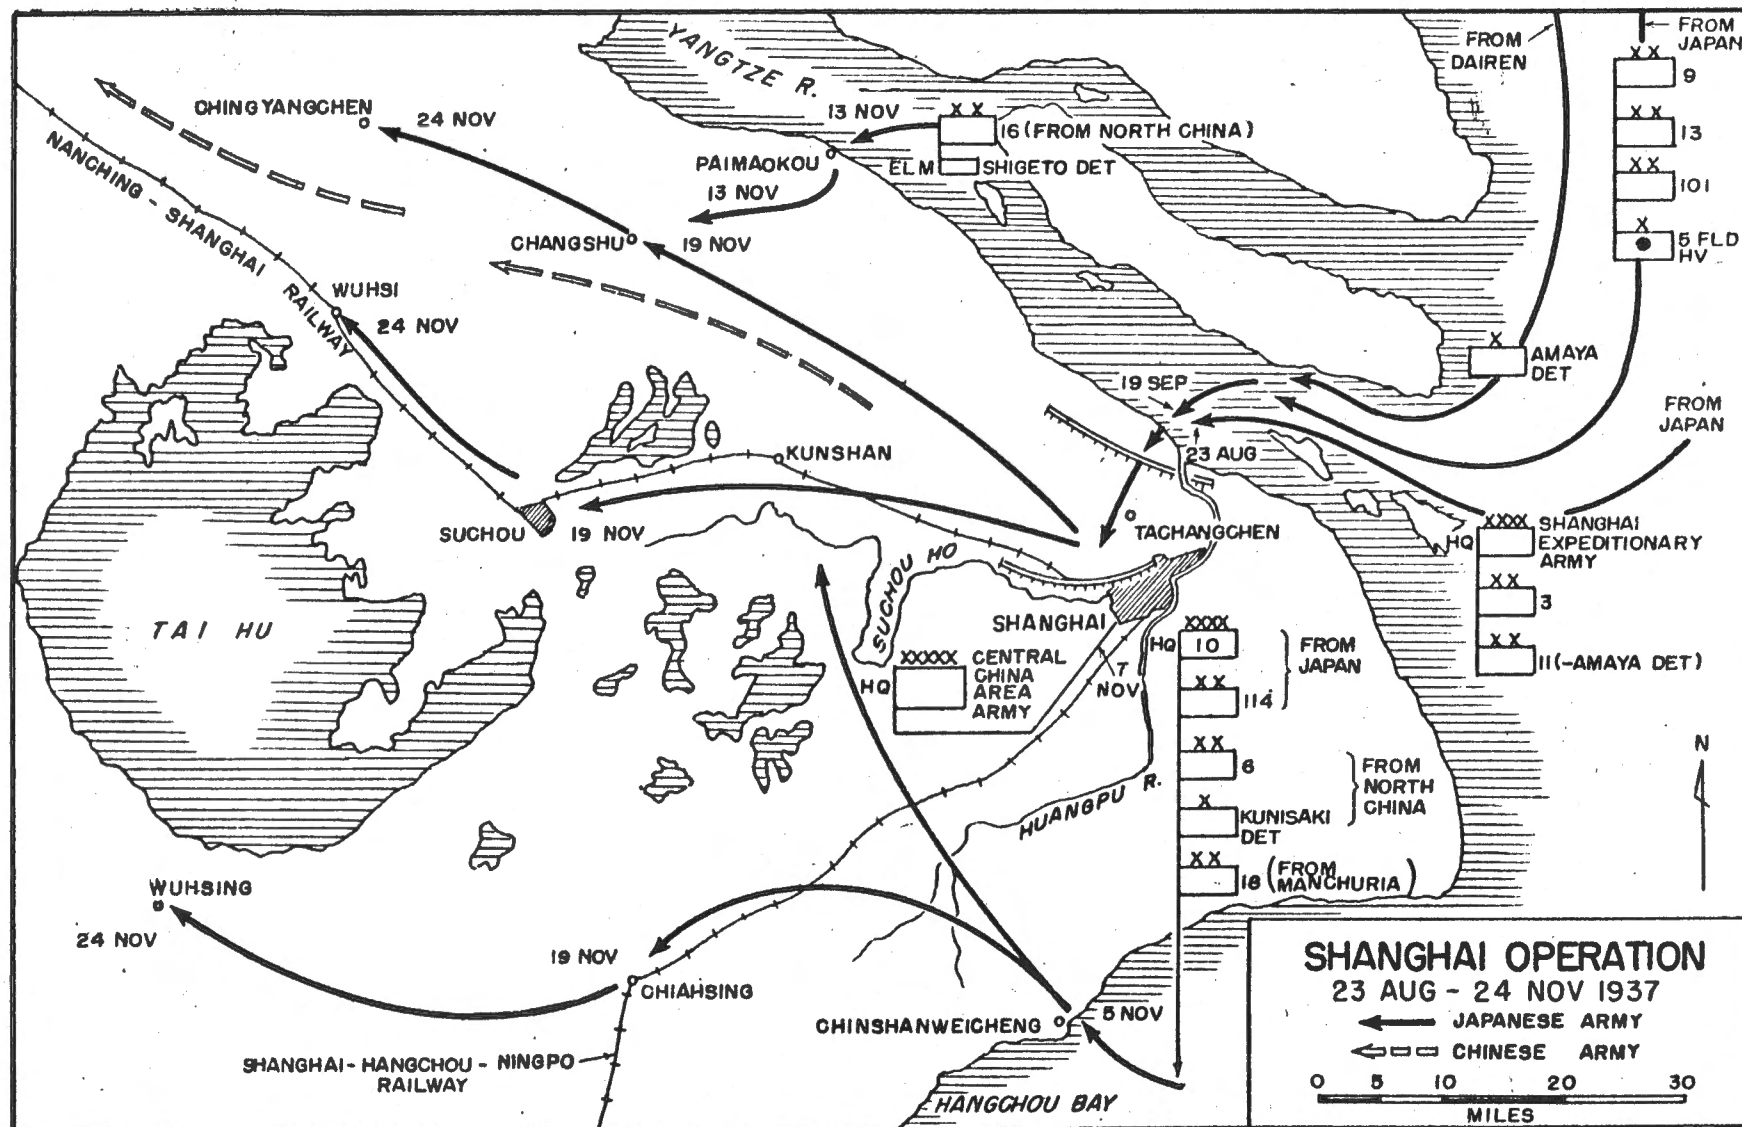 YANGTZE R.
FROM
DAIREN
FROM
JAPAN
X X
9
X X
13
X X
101
X
5 FLD
HV
CHINGYANGCHEN
24 NOV
13 NOV
X X
16 (FROM NORTH CHINA)
ELM
SHIGETO DET
PAIMAOKOU
13 NOV
NANCHING - SHANGHAI
RAILWAY
CHANGSHU
19 NOV
WUHSI
24 NOV
X
AMAYA
DET
19 SEP
23 AUG
FROM
JAPAN
KUNSHAN
SUCHOU
19 NOV
TACHANGCHEN
XXXX
HQ
SHANGHAI
EXPEDITIONARY
ARMY
X X
3
X X
11 (-AMAYA DET)
SUCHOU HO
TAI HU
SHANGHAI
XXXXX
HQ
CENTRAL
CHINA
AREA
ARMY
7
NOV
XXXX
HQ
10
FROM
JAPAN
X X
114
X X
6
FROM
NORTH
CHINA
X
KUNISAKI
DET
X X
18 (FROM
MANCHURIA)
HUANGPU R.
N
WUHSING
24 NOV
19 NOV
CHIAHSING
CHINSHANWEICHENG
5 NOV
SHANGHAI - HANGCHOU - NINGPO
RAILWAY
HANGCHOU BAY
SHANGHAI OPERATION
23 AUG - 24 NOV 1937
JAPANESE ARMY
CHINESE ARMY
0 5 10 20 30
MILES